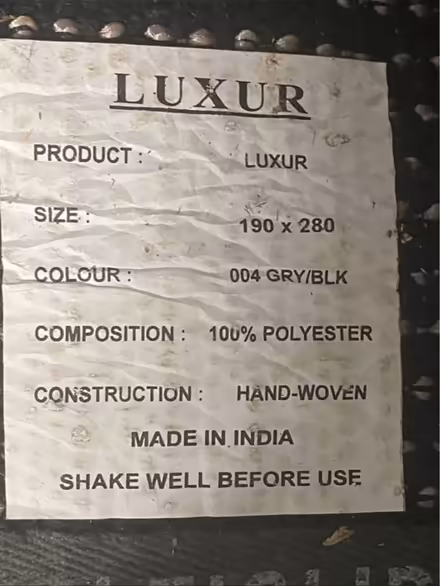 LUXUR
PRODUCT : LUXUR
SIZE : 190 x 280
COLOUR : 004 GRY/BLK
COMPOSITION : 100% POLYESTER
CONSTRUCTION : HAND-WOVEN
MADE IN INDIA
SHAKE WELL BEFORE USE